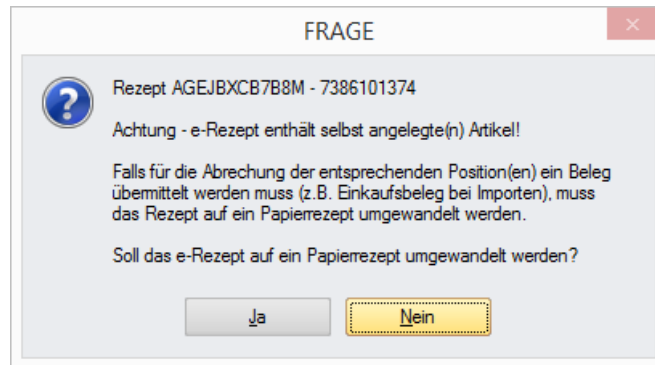 FRAGE
Rezept AGEJBXCB7B8M - 7386101374
Achtung - e-Rezept enthält selbst angelegte(n) Artikel!
Falls für die Abrechung der entsprechenden Position(en) ein Beleg
übermittelt werden muss (z.B. Einkaufsbeleg bei Importen), muss
das Rezept auf ein Papierrezept umgewandelt werden.
Soll das e-Rezept auf ein Papierrezept umgewandelt werden?
Ja
Nein